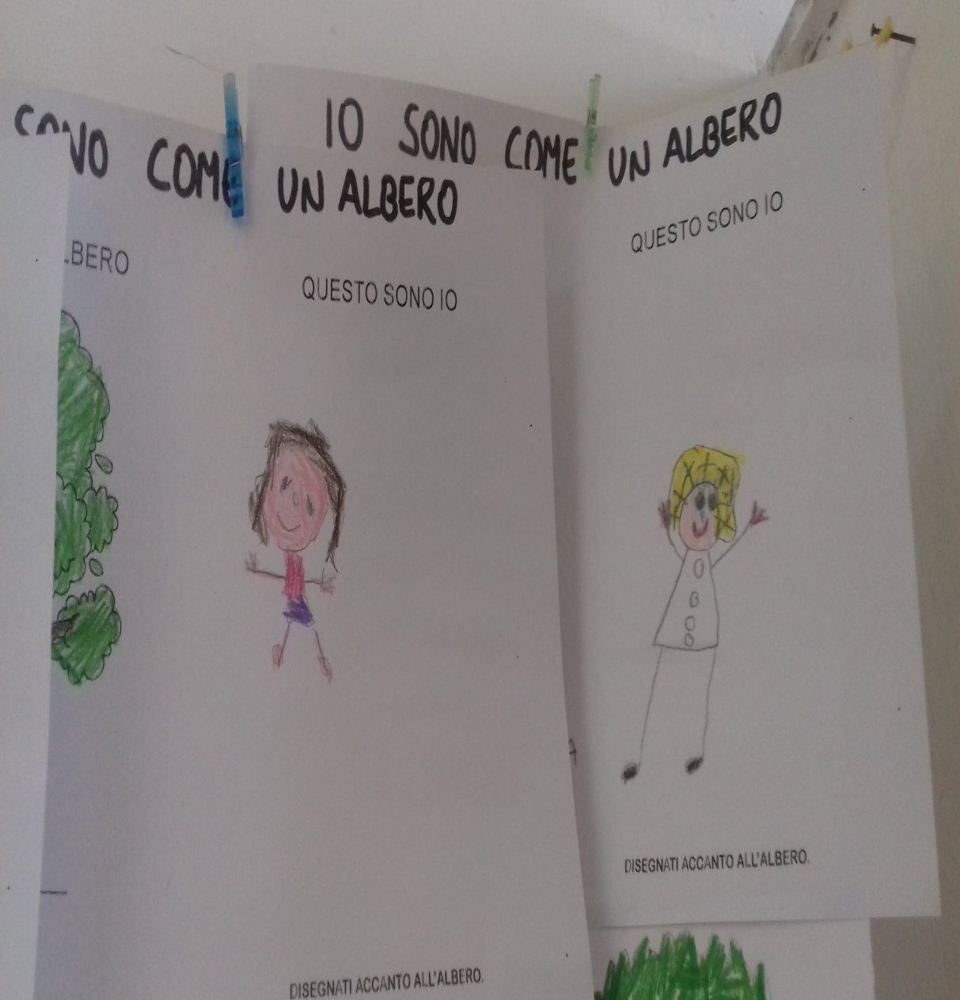 IO SONO COME UN ALBERO
COME UN ALBERO
QUESTO SONO IO
QUESTO SONO IO
DISEGNATI ACCANTO ALL'ALBERO.
DISEGNATI ACCANTO ALL'ALBERO.